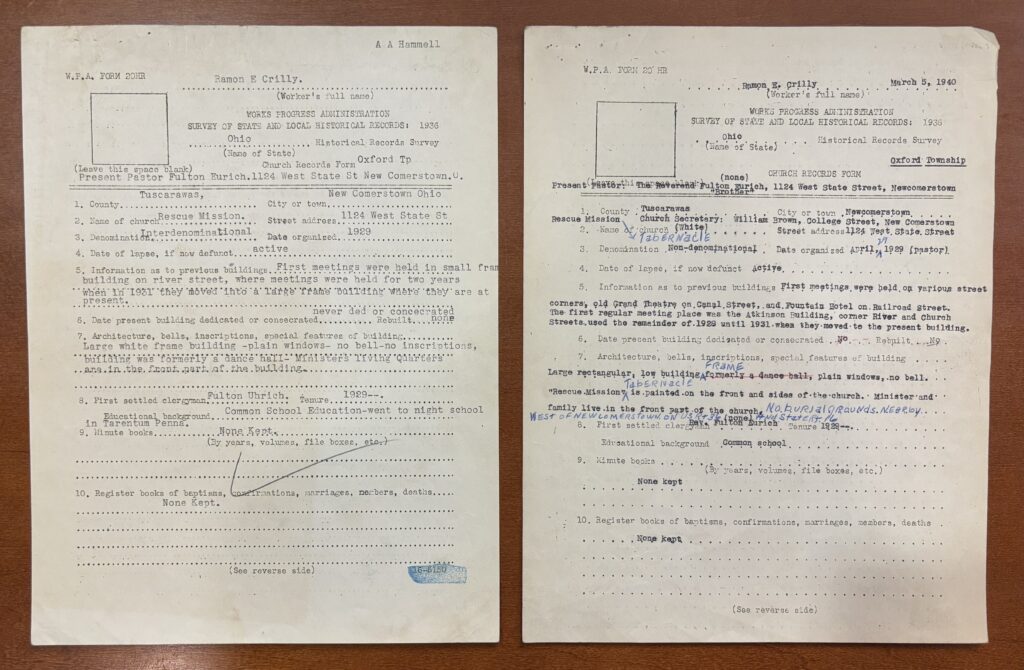 A A Hammell
W.P.A. FORM 20HR
Ramon E Crilly.
(Worker's full name)
WORKS PROGRESS ADMINISTRATION
SURVEY OF STATE AND LOCAL HISTORICAL RECORDS: 1936
Ohio Historical Records Survey
(Name of State)
Church Records Form Oxford Tp
(Leave this space blank)
Present Pastor Fulton Eurich.1124 West State St New Comerstown.O.
Tuscarawas, New Comerstown Ohio
1. County City or town
2. Name of church Rescue Mission. Street address 1124 West State St
3. Denomination Interdenominational Date organized 1929
4. Date of lapse, if now defunct active
5. Information as to previous buildings. First meetings were held in small fram
building on river street, where meetings were held for two years
when in 1931 they moved into a large frame building where they are at
present.
never ded or concecrated
6. Date present building dedicated or consecrated Rebuilt none
7. Architecture, bells, inscriptions, special features of building
Large white frame building -plain windows- no bell-no inscriptions,
building was formerly a dance hall- Ministers living Quarters
are in the front part of the building.
8. First settled clergyman Fulton Uhrich. Tenure 1929--.
Educational background Common School Education-went to night school
in Tarentum Penna.
9. Minute books None Kept.
(By years, volumes, file boxes, etc.)
10. Register books of baptisms, confirmations, marriages, members, deaths
None Kept.
(See reverse side)
W.P.A. FORM 20 HR
Ramon E. Crilly March 5, 1940
(Worker's full name)
WORKS PROGRESS ADMINISTRATION
SURVEY OF STATE AND LOCAL HISTORICAL RECORDS: 1936
Ohio Historical Records Survey
(Name of State)
Oxford Township
CHURCH RECORDS FORM
(Leave this space blank) (none)
Present Pastor: The Reverend Fulton Eurich, 1124 West State Street, Newcomerstown
"Brother"
1. County Tuscarawas City or town Newcomerstown
Rescue Mission Church Secretary: William Brown, College Street, New Comerstown
2. Name of church (White) Street address 1124 West State Street
TABERNACLE
3. Denomination Non-denominational Date organized April 27, 1929 (pastor)
4. Date of lapse, if now defunct Active
5. Information as to previous buildings First meetings were held on various street
corners, old Grand Theatre on Canal Street, and Fountain Hotel on Railroad Street.
The first regular meeting place was the Atkinson Building, corner River and Church
Streets used the remainder of 1929 until 1931 when they moved to the present building.
6. Date present building dedicated or consecrated No Rebuilt No
7. Architecture, bells, inscriptions, special features of building
FRAME
Large rectangular, low building formerly a dance hall, plain windows, no bell.
TABERNACLE
"Rescue Mission" is painted on the front and sides of the church. Minister and
family live in the front part of the church. No burial grounds. Nearby
WEST OF NEWCOMERSTOWN ON US Rt 36 (none) And State Rt 16
8. First settled clergyman Rev. Fulton Eurich Tenure 1929--.
Educational background Common school
9. Minute books
(By years, volumes, file boxes, etc.)
None kept
10. Register books of baptisms, confirmations, marriages, members, deaths
None kept
(See reverse side)